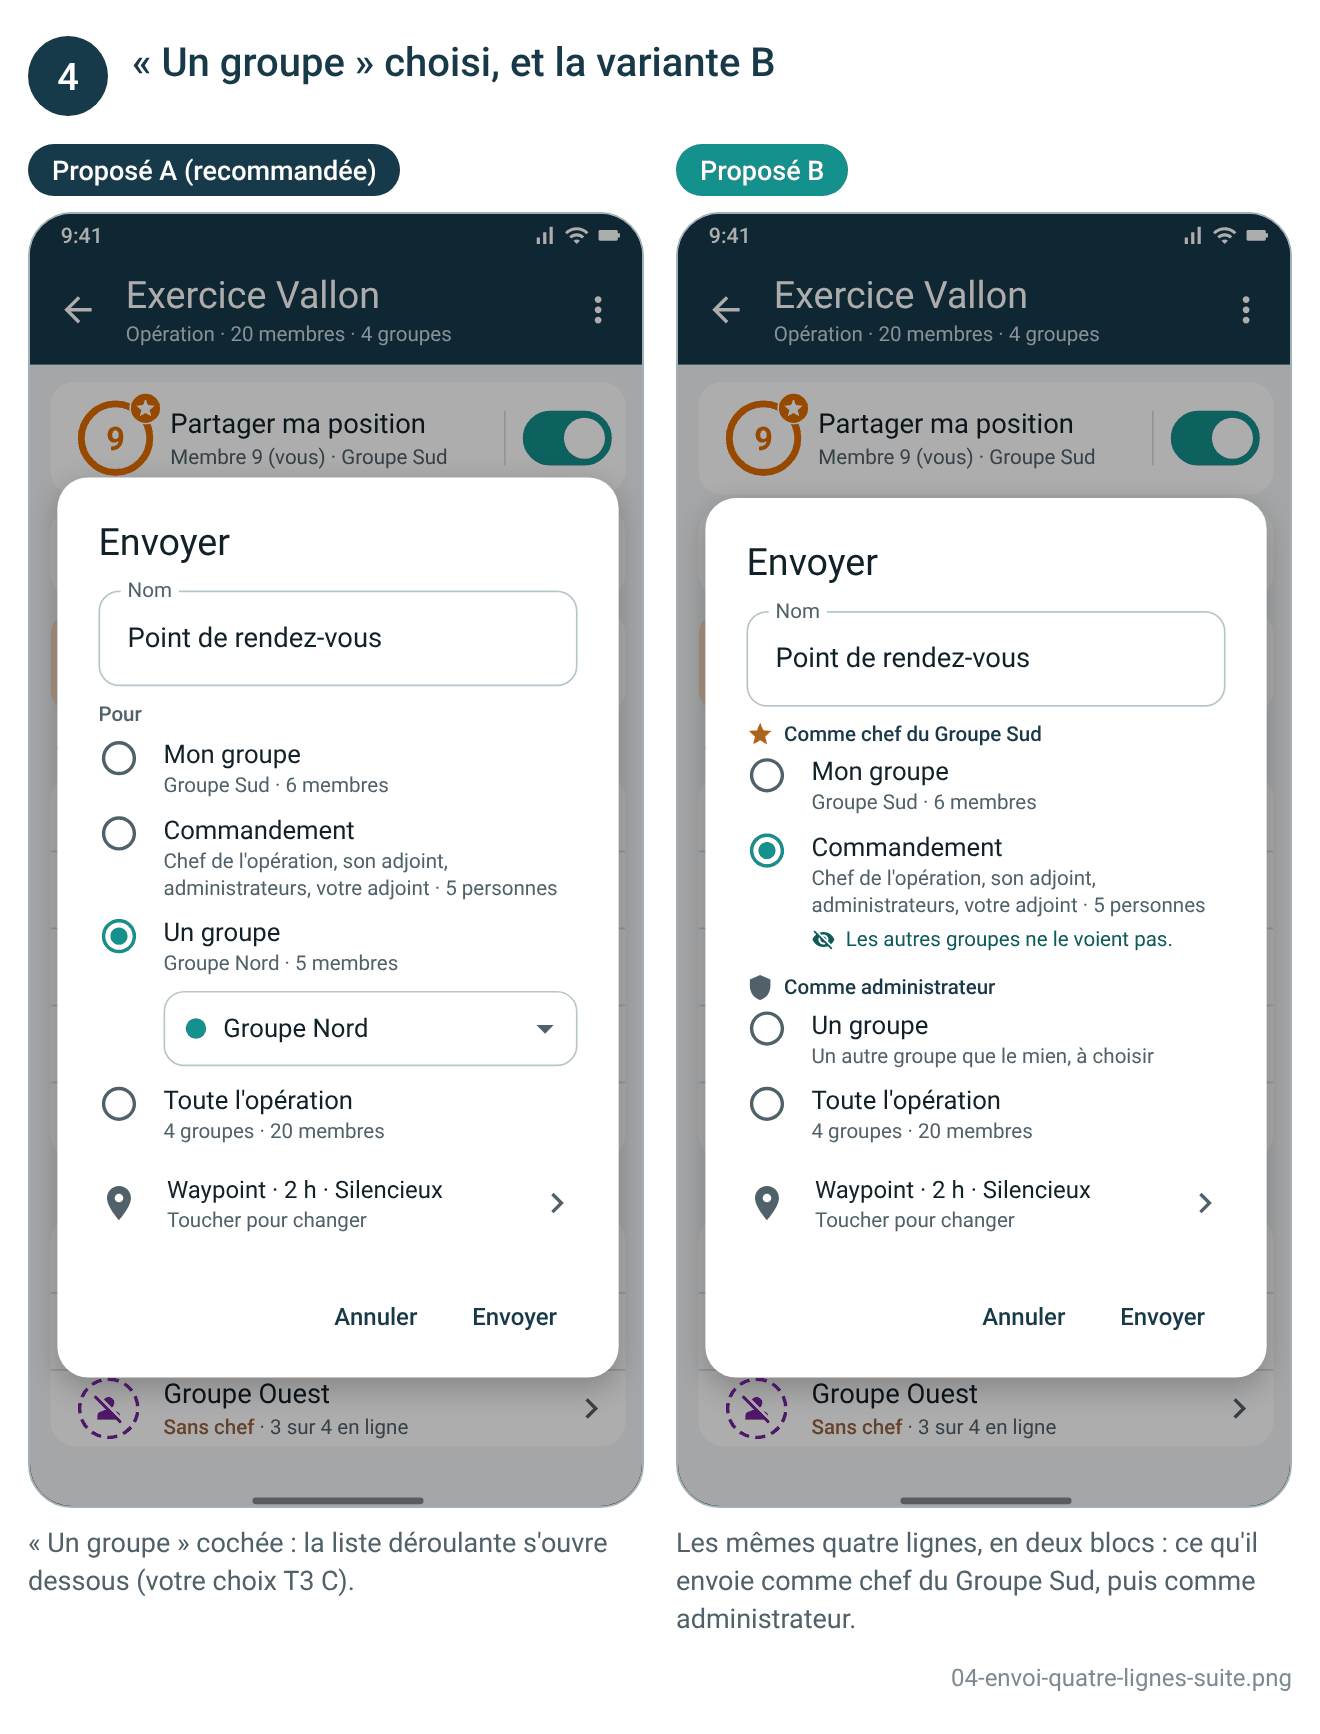 4
« Un groupe » choisi, et la variante B
Proposé A (recommandée)
9:41
Exercice Vallon
Opération · 20 membres · 4 groupes
9
Partager ma position
Membre 9 (vous) · Groupe Sud
Envoyer
Nom
Point de rendez-vous
Pour
Mon groupe
Groupe Sud · 6 membres
Commandement
Chef de l'opération, son adjoint,
administrateurs, votre adjoint · 5 personnes
Un groupe
Groupe Nord · 5 membres
Groupe Nord
Toute l'opération
4 groupes · 20 membres
Waypoint · 2 h · Silencieux
Toucher pour changer
Annuler
Envoyer
Groupe Ouest
Sans chef · 3 sur 4 en ligne
« Un groupe » cochée : la liste déroulante s'ouvre
dessous (votre choix T3 C).
Proposé B
9:41
Exercice Vallon
Opération · 20 membres · 4 groupes
9
Partager ma position
Membre 9 (vous) · Groupe Sud
Envoyer
Nom
Point de rendez-vous
Comme chef du Groupe Sud
Mon groupe
Groupe Sud · 6 membres
Commandement
Chef de l'opération, son adjoint,
administrateurs, votre adjoint · 5 personnes
Les autres groupes ne le voient pas.
Comme administrateur
Un groupe
Un autre groupe que le mien, à choisir
Toute l'opération
4 groupes · 20 membres
Waypoint · 2 h · Silencieux
Toucher pour changer
Annuler
Envoyer
Groupe Ouest
Sans chef · 3 sur 4 en ligne
Les mêmes quatre lignes, en deux blocs : ce qu'il
envoie comme chef du Groupe Sud, puis comme
administrateur.
04-envoi-quatre-lignes-suite.png